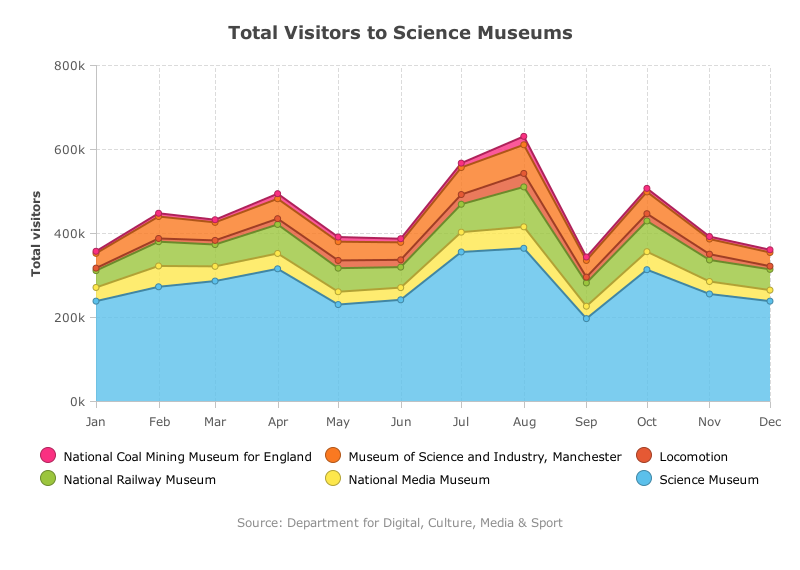 Total Visitors to Science Museums
800k
600k
400k
200k
0k
Total visitors
Jan Feb Mar Apr May Jun Jul Aug Sep Oct Nov Dec
National Coal Mining Museum for England Museum of Science and Industry, Manchester Locomotion
National Railway Museum National Media Museum Science Museum
Source: Department for Digital, Culture, Media & Sport